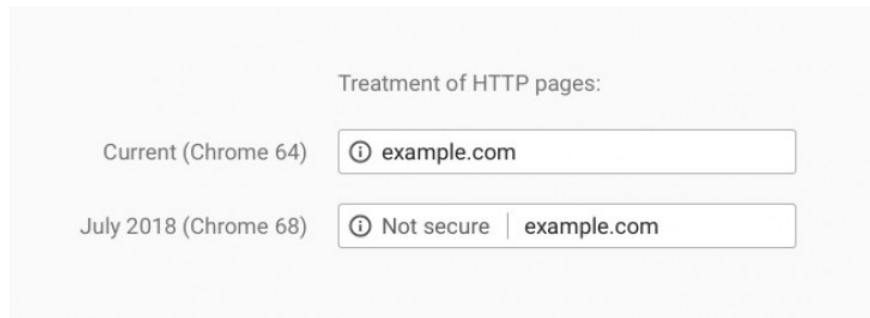 Treatment of HTTP pages:
Current (Chrome 64) example.com
July 2018 (Chrome 68) Not secure example.com